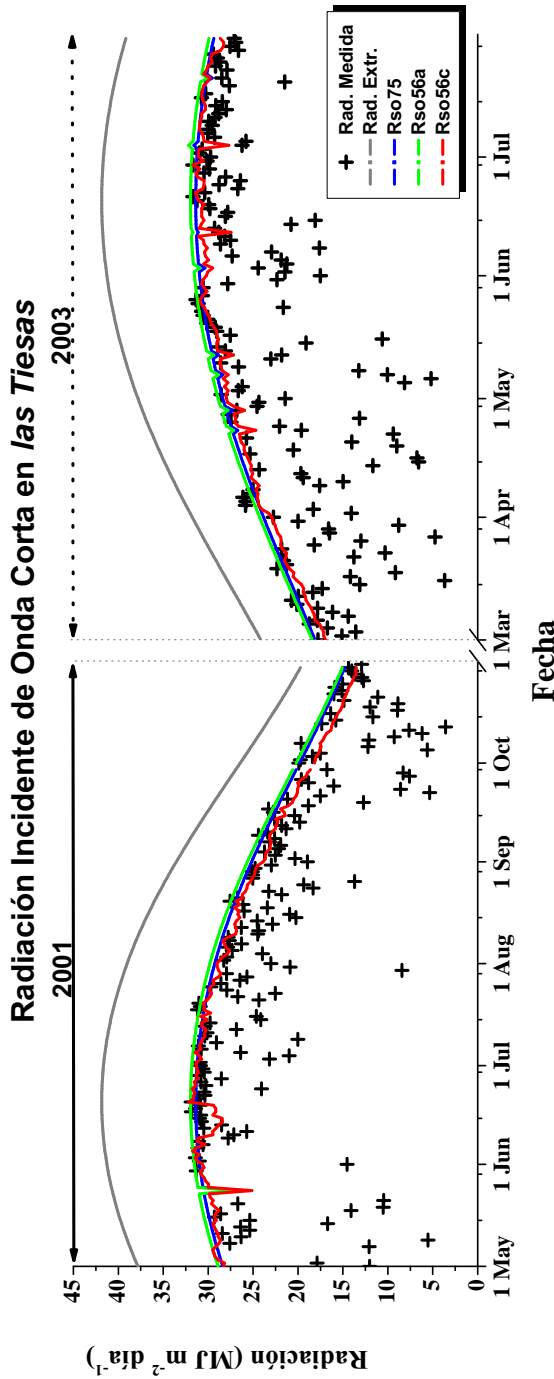 Radiación Incidente de Onda Corta en las Tiesas
2001
2003
Radiación (MJ m-2 día-1)
45
40
35
30
25
20
15
10
5
0
1 May
1 Jun
1 Jul
1 Aug
1 Sep
1 Oct
1
1 Mar
1 Apr
1 May
1 Jun
1 Jul
Fecha
Rad. Medida
Rad. Extr.
Rso75
Rso56a
Rso56c